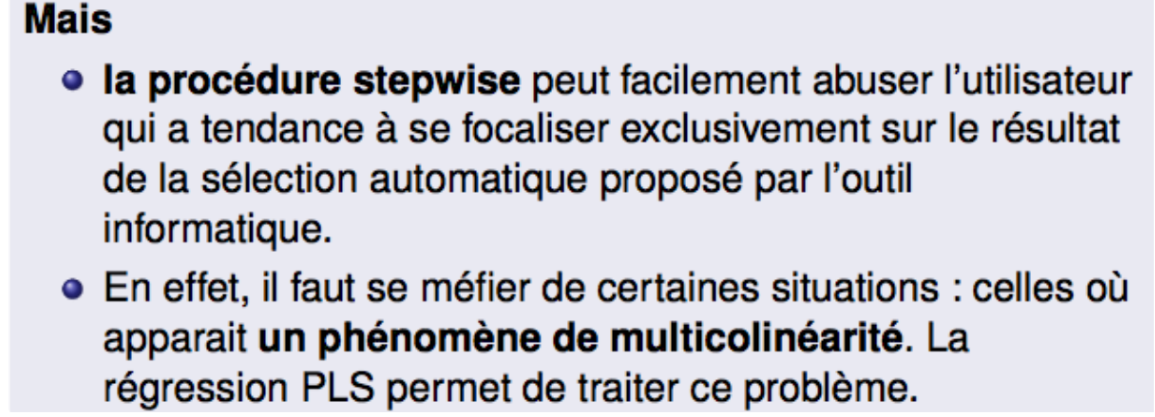 Mais
la procédure stepwise peut facilement abuser l'utilisateur
qui a tendance à se focaliser exclusivement sur le résultat
de la sélection automatique proposé par l'outil
informatique.
En effet, il faut se méfier de certaines situations : celles où
apparait un phénomène de multicolinéarité. La
régression PLS permet de traiter ce problème.